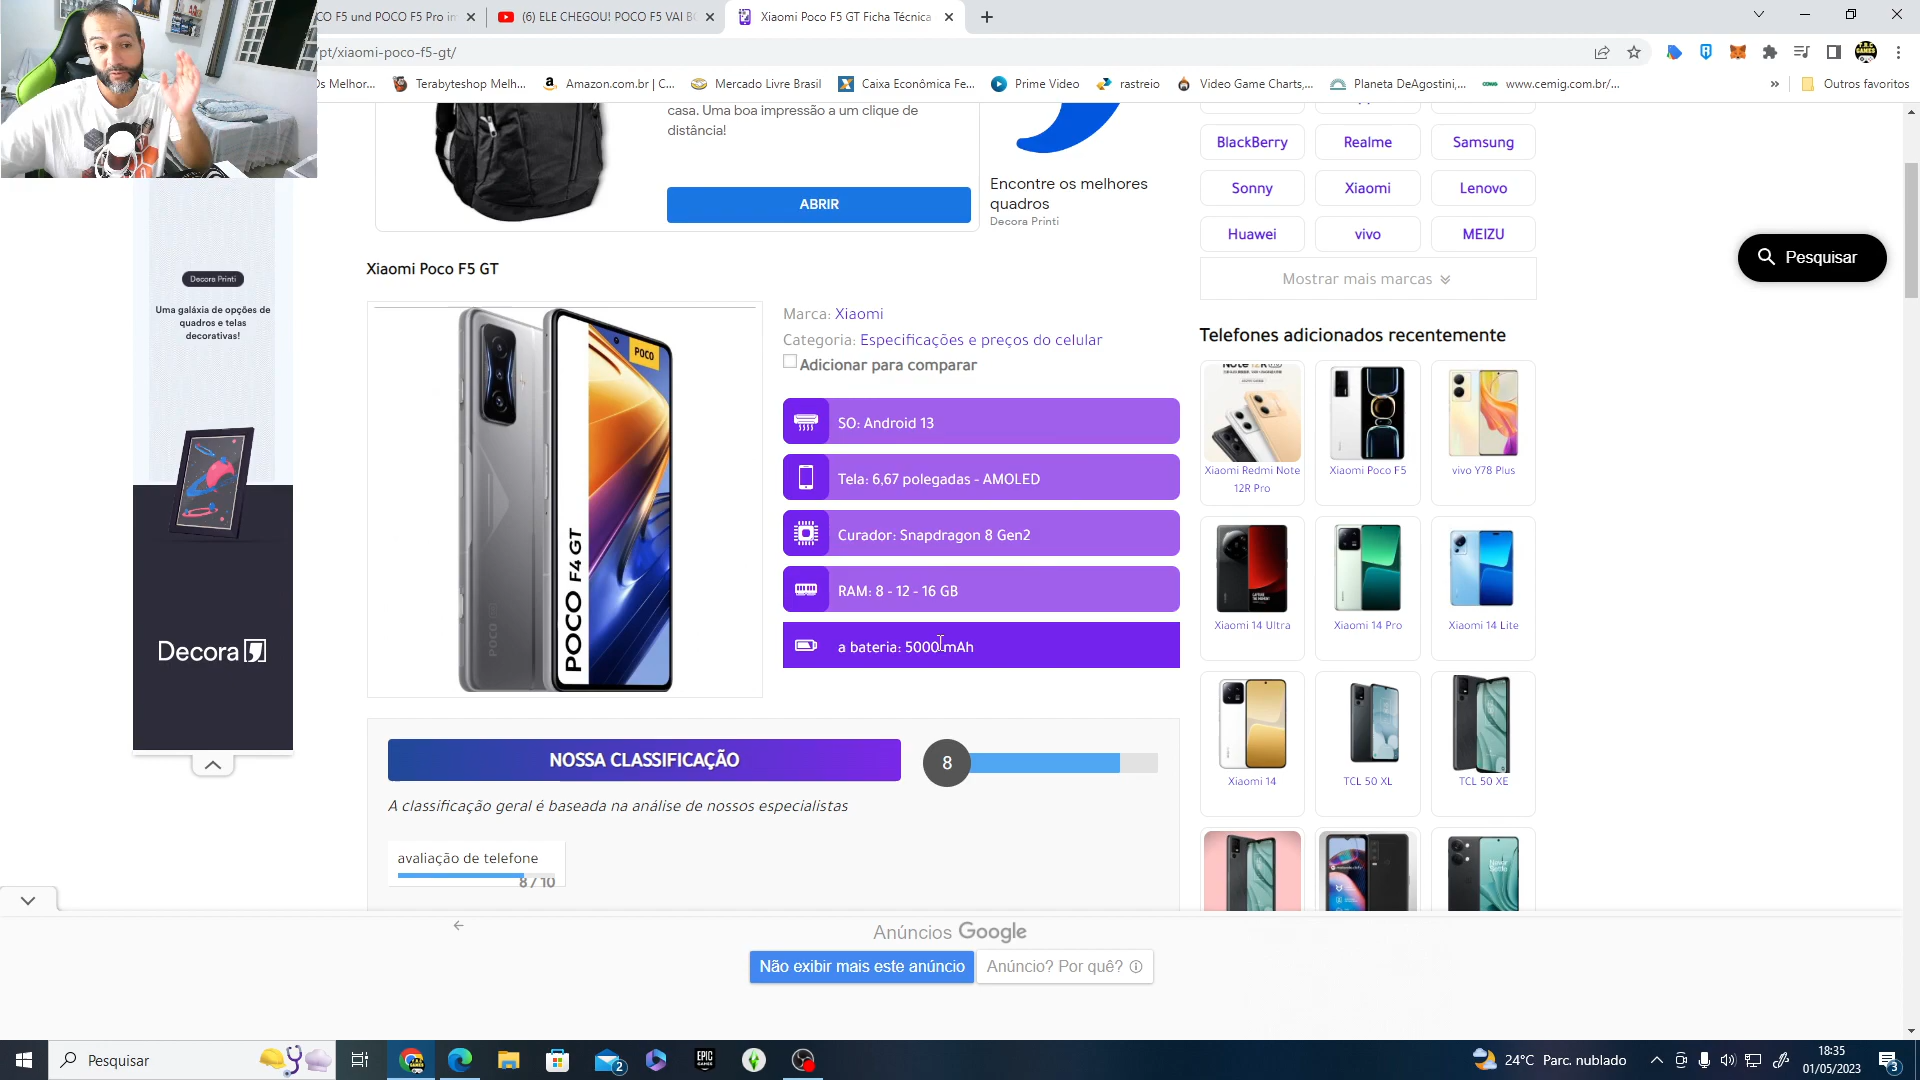 CO F5 und POCO F5 Pro im
(6) ELE CHEGOU! POCO F5 VAI B
Xiaomi Poco F5 GT Ficha Técnica
/pt/xiaomi-poco-f5-gt/
Os Melhor...
Terabyteshop Melh...
Amazon.com.br | C...
Mercado Livre Brasil
Caixa Econômica Fe...
Prime Video
rastreio
Video Game Charts,...
Planeta DeAgostini,...
www.cemig.com.br/...
»
Outros favoritos
casa. Uma boa impressão a um clique de
distância!
ABRIR
Encontre os melhores
quadros
Decora Printi
BlackBerry
Realme
Samsung
Sonny
Xiaomi
Lenovo
Huawei
vivo
MEIZU
Mostrar mais marcas
Pesquisar
Decora Printi
Uma galáxia de opções de
quadros e telas
decorativas!
Decora
Xiaomi Poco F5 GT
POCO
POCO F4 GT
POCO
Marca: Xiaomi
Categoria: Especificações e preços do celular
Adicionar para comparar
SO: Android 13
Tela: 6,67 polegadas - AMOLED
Curador: Snapdragon 8 Gen2
RAM: 8 - 12 - 16 GB
a bateria: 5000 mAh
Telefones adicionados recentemente
Xiaomi Redmi Note
12R Pro
Xiaomi Poco F5
vivo Y78 Plus
Xiaomi 14 Ultra
Xiaomi 14 Pro
Xiaomi 14 Lite
Xiaomi 14
TCL 50 XL
TCL 50 XE
NOSSA CLASSIFICAÇÃO
8
A classificação geral é baseada na análise de nossos especialistas
avaliação de telefone
8 / 10
Anúncios Google
Não exibir mais este anúncio
Anúncio? Por quê?
Pesquisar
2
EPIC
GAMES
24°C Parc. nublado
18:35
01/05/2023
3